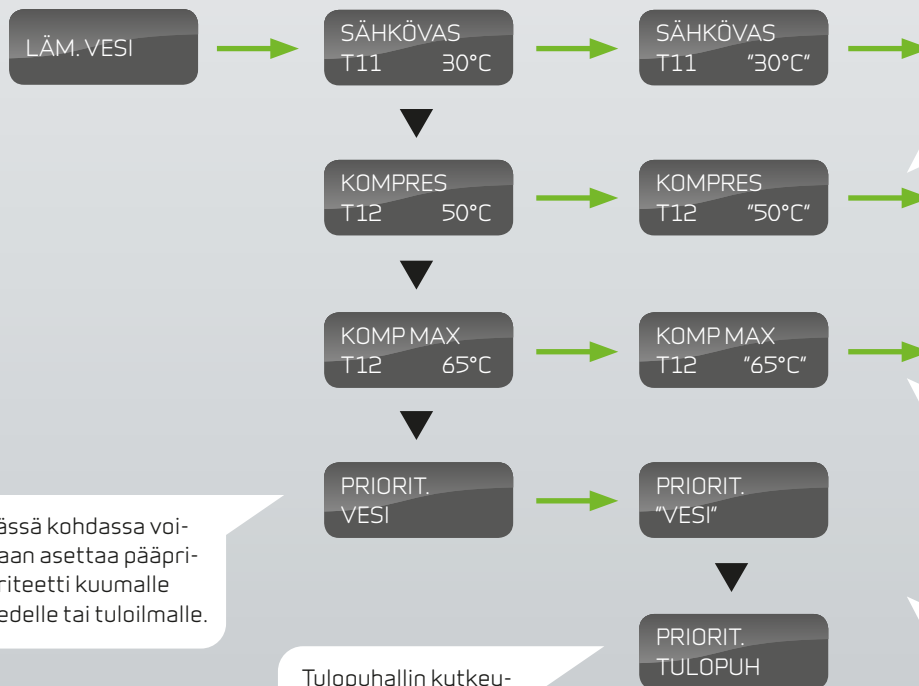 LÄM. VESI
SÄHKÖVAS
T11 30°C
SÄHKÖVAS
T11 "30°C"
KOMPRES
T12 50°C
KOMPRES
T12 "50°C"
KOMP MAX
T12 65°C
KOMP MAX
T12 "65°C"
PRIORIT.
VESI
PRIORIT.
"VESI"
ässä kohdassa voi-
aan asettaa pääpri-
riteetti kuumalle
edelle tai tuloilmalle.
PRIORIT.
TULOPUH
Tulopuhallin kutkeu-